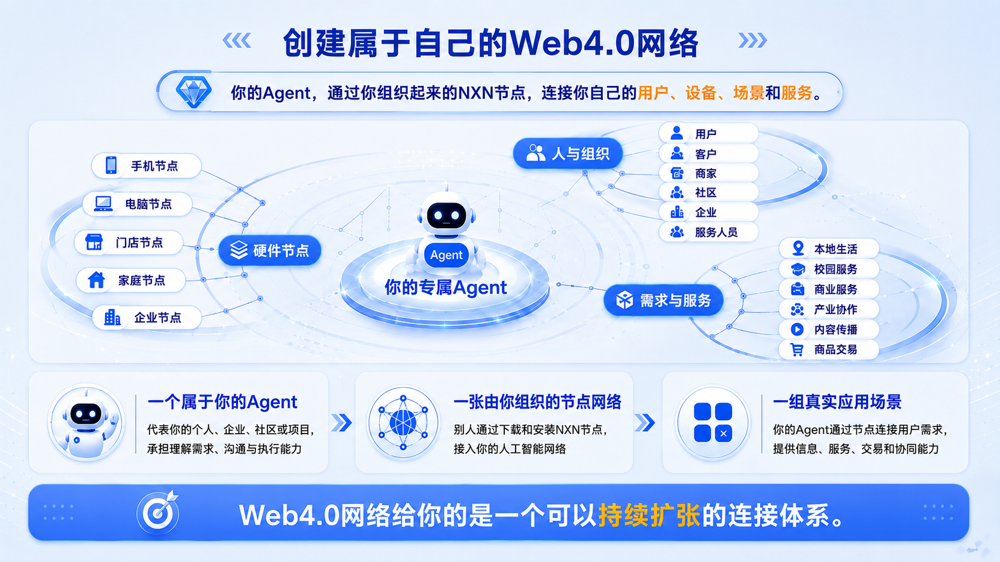 创建属于自己的Web4.0网络
你的Agent，通过你组织起来的NXN节点，连接你自己的用户、设备、场景和服务。
手机节点
电脑节点
门店节点
家庭节点
企业节点
硬件节点
Agent
你的专属Agent
人与组织
用户
客户
商家
社区
企业
服务人员
需求与服务
本地生活
校园服务
商业服务
产业协作
内容传播
商品交易
一个属于你的Agent
代表你的个人、企业、社区或项目，
承担理解需求、沟通与执行能力
一张由你组织的节点网络
别人通过下载和安装NXN节点，
接入你的人工智能网络
一组真实应用场景
你的Agent通过节点连接用户需求，
提供信息、服务、交易和协同能力
Web4.0网络给你的是一个可以持续扩张的连接体系。